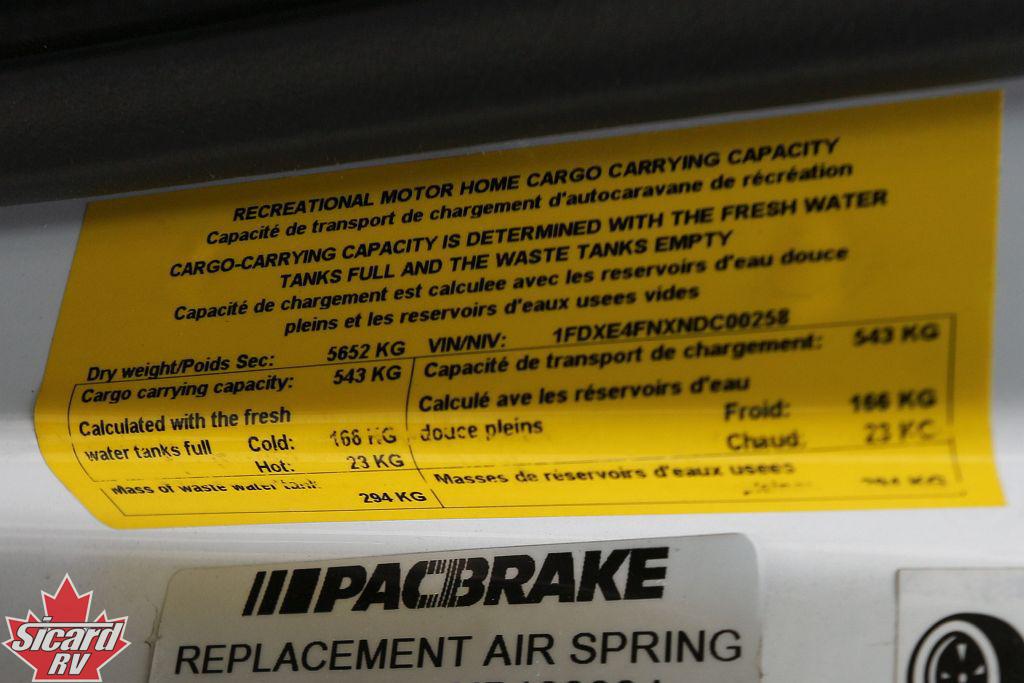 RECREATIONAL MOTOR HOME CARGO CARRYING CAPACITY
Capacité de transport de chargement d'autocaravane de récréation
CARGO-CARRYING CAPACITY IS DETERMINED WITH THE FRESH WATER
TANKS FULL AND THE WASTE TANKS EMPTY
Capacité de chargement est calculee avec les reservoirs d'eau douce
pleins et les reservoirs d'eaux usees vides
Dry weight/Poids Sec: 5652 KG VIN/NIV: 1FDXE4FNXNDC00258
Cargo carrying capacity: 543 KG Capacité de transport de chargement: 543 KG
Calculated with the fresh Calculé ave les réservoirs d'eau
water tanks full Cold: 166 KG douce pleins Froid: 166 KG
Hot: 23 KG Chaud: 23 KG
Mass of waste water tank 294 KG Masses de réservoirs d'eaux usees
PACBRAKE
REPLACEMENT AIR SPRING
Sicard
RV